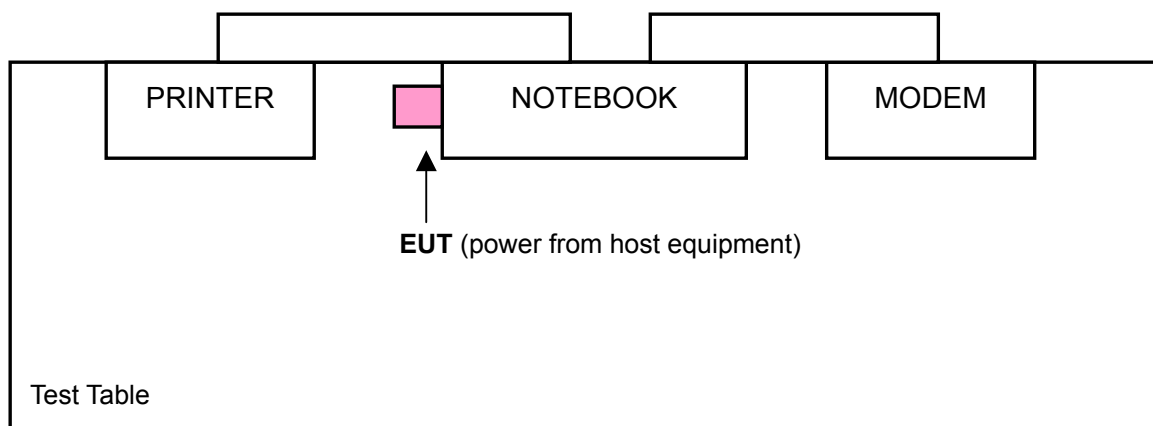 PRINTER
NOTEBOOK
MODEM
EUT (power from host equipment)
Test Table